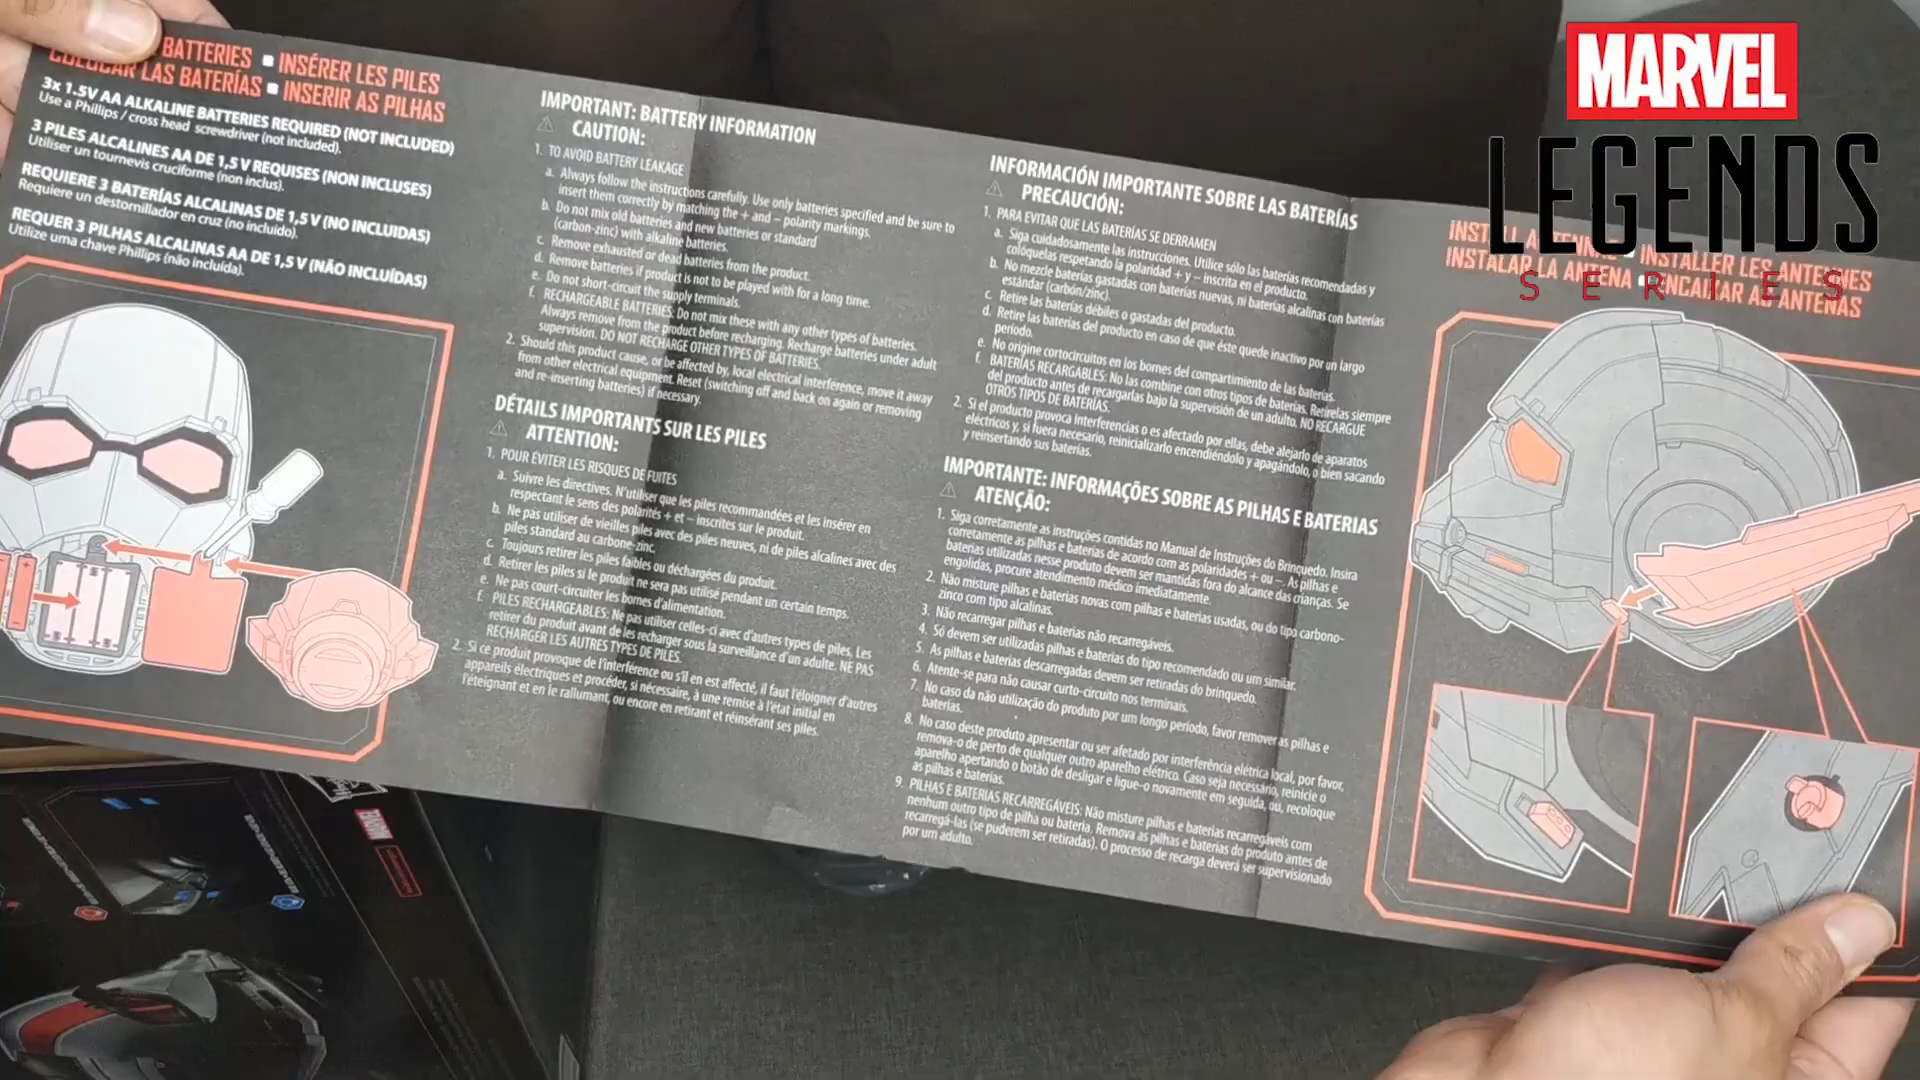 BATTERIES ■ INSÉRER LES PILES
COLOCAR LAS BATERÍAS ■ INSERIR AS PILHAS
3x 1.5V AA ALKALINE BATTERIES REQUIRED (NOT INCLUDED)
Use a Phillips / cross head screwdriver (not included).
3 PILES ALCALINES AA DE 1,5 V REQUISES (NON INCLUSES)
Utiliser un tournevis cruciforme (non inclus).
REQUIERE 3 BATERÍAS ALCALINAS DE 1,5 V (NO INCLUIDAS)
Requiere un destornillador en cruz (no incluido).
REQUER 3 PILHAS ALCALINAS AA DE 1,5 V (NÃO INCLUÍDAS)
Utilize uma chave Phillips (não incluída).
IMPORTANT: BATTERY INFORMATION
CAUTION:
1. TO AVOID BATTERY LEAKAGE
a. Always follow the instructions carefully. Use only batteries specified and be sure to
insert them correctly by matching the + and – polarity markings.
b. Do not mix old batteries and new batteries or standard
(carbon-zinc) with alkaline batteries.
c. Remove exhausted or dead batteries from the product.
d. Remove batteries if product is not to be played with for a long time.
e. Do not short-circuit the supply terminals.
f. RECHARGEABLE BATTERIES: Do not mix these with any other types of batteries.
Always remove from the product before recharging. Recharge batteries under adult
supervision. DO NOT RECHARGE OTHER TYPES OF BATTERIES.
2. Should this product cause, or be affected by, local electrical interference, move it away
from other electrical equipment. Reset (switching off and back on again or removing
and re-inserting batteries) if necessary.
DÉTAILS IMPORTANTS SUR LES PILES
ATTENTION:
1. POUR ÉVITER LES RISQUES DE FUITES
a. Suivre les directives. N'utiliser que les piles recommandées et les insérer en
respectant le sens des polarités + et – inscrites sur le produit.
b. Ne pas utiliser de vieilles piles avec des piles neuves, ni de piles alcalines avec des
piles standard au carbone-zinc.
c. Toujours retirer les piles faibles ou déchargées du produit.
d. Retirer les piles si le produit ne sera pas utilisé pendant un certain temps.
e. Ne pas court-circuiter les bornes d'alimentation.
f. PILES RECHARGEABLES: Ne pas utiliser celles-ci avec d'autres types de piles. Les
retirer du produit avant de les recharger sous la surveillance d'un adulte. NE PAS
RECHARGER LES AUTRES TYPES DE PILES.
2. Si ce produit provoque de l'interférence ou s'il en est affecté, il faut l'éloigner d'autres
appareils électriques et procéder, si nécessaire, à une remise à l'état initial en
l'éteignant et en le rallumant, ou encore en retirant et réinsérant ses piles.
INFORMACIÓN IMPORTANTE SOBRE LAS BATERÍAS
PRECAUCIÓN:
1. PARA EVITAR QUE LAS BATERÍAS SE DERRAMEN
a. Siga cuidadosamente las instrucciones. Utilice sólo las baterías recomendadas y
colóquelas respetando la polaridad + y – inscrita en el producto.
b. No mezcle baterías gastadas con baterías nuevas, ni baterías alcalinas con baterías
estándar (carbón/zinc).
c. Retire las baterías débiles o gastadas del producto.
d. Retire las baterías del producto en caso de que éste quede inactivo por un largo
período.
e. No origine cortocircuitos en los bornes del compartimiento de las baterías.
f. BATERÍAS RECARGABLES: No las combine con otros tipos de baterías. Retírelas siempre
del producto antes de recargarlas bajo la supervisión de un adulto. NO RECARGUE
OTROS TIPOS DE BATERÍAS.
2. Si el producto provoca interferencias o es afectado por ellas, debe alejarlo de aparatos
eléctricos y, si fuera necesario, reinicializarlo encendiéndolo y apagándolo, o bien sacando
y reinsertando sus baterías.
IMPORTANTE: INFORMAÇÕES SOBRE AS PILHAS E BATERIAS
ATENÇÃO:
1. Siga corretamente as instruções contidas no Manual de Instruções do Brinquedo. Insira
corretamente as pilhas e baterias de acordo com as polaridades + ou –. As pilhas e
baterias utilizadas nesse produto devem ser mantidas fora do alcance das crianças. Se
engolidas, procure atendimento médico imediatamente.
2. Não misture pilhas e baterias novas com pilhas e baterias usadas, ou do tipo carbono-
zinco com tipo alcalinas.
3. Não recarregar pilhas e baterias não recarregáveis.
4. Só devem ser utilizadas pilhas e baterias do tipo recomendado ou um similar.
5. As pilhas e baterias descarregadas devem ser retiradas do brinquedo.
6. Atente-se para não causar curto-circuito nos terminais.
7. No caso da não utilização do produto por um longo período, favor remover as pilhas e
baterias.
8. No caso deste produto apresentar ou ser afetado por interferência elétrica local, por favor,
remova-o de perto de qualquer outro aparelho elétrico. Caso seja necessário, reinicie o
aparelho apertando o botão de desligar e ligue-o novamente em seguida, ou, recoloque
as pilhas e baterias.
9. PILHAS E BATERIAS RECARREGÁVEIS: Não misture pilhas e baterias recarregáveis com
nenhum outro tipo de pilha ou bateria. Remova as pilhas e baterias do produto antes de
recarregá-las (se puderem ser retiradas). O processo de recarga deverá ser supervisionado
por um adulto.
MARVEL
LEGENDS
SERIES
INSTALL ANTENNAS INSTALLER LES ANTENNES
INSTALAR LA ANTENA ■ ENCAIXAR AS ANTENAS